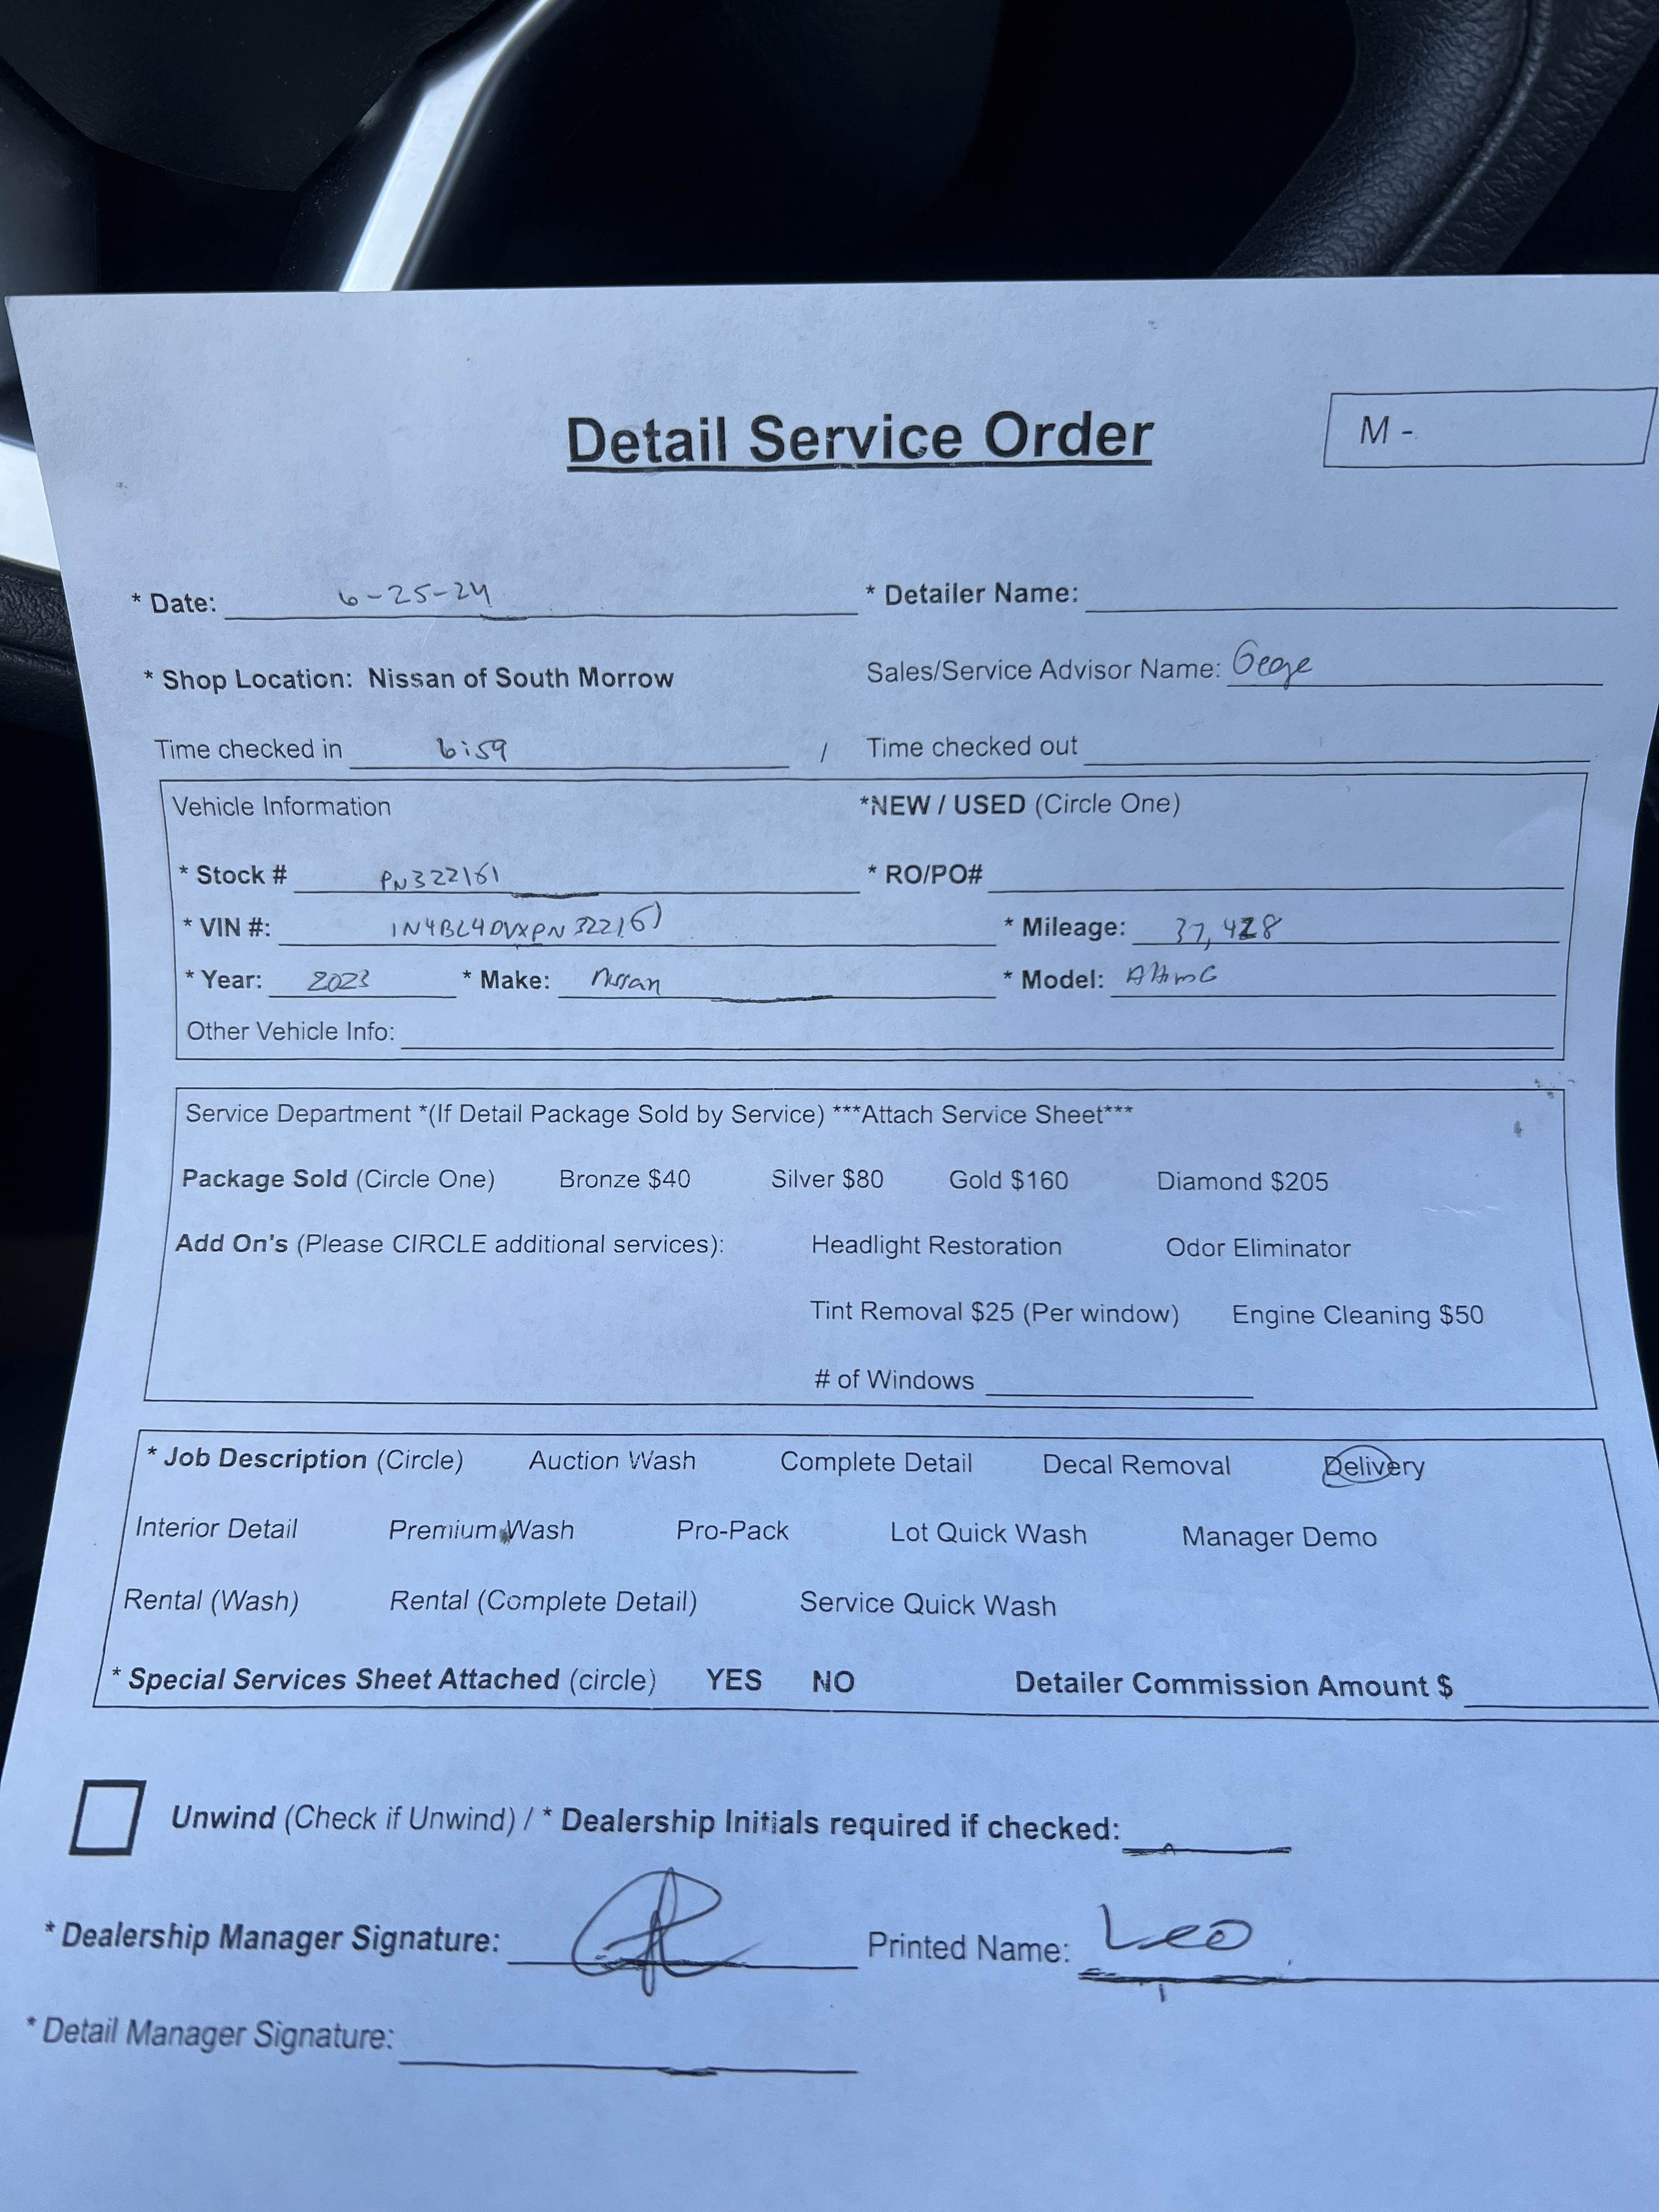 Detail Service Order
M -
* Date: 6-25-24 * Detailer Name:
* Shop Location: Nissan of South Morrow Sales/Service Advisor Name:
Time checked in 6:59 / Time checked out
Vehicle Information *NEW / USED (Circle One)
* Stock # PN322161 * RO/PO#
* VIN #: 1N4BL4DVXPN322161 * Mileage: 37,428
* Year: 2023 * Make: Nissan * Model: Altima
Other Vehicle Info:
Service Department *(If Detail Package Sold by Service) ***Attach Service Sheet***
Package Sold (Circle One) Bronze $40 Silver $80 Gold $160 Diamond $205
Add On's (Please CIRCLE additional services): Headlight Restoration Odor Eliminator
Tint Removal $25 (Per window) Engine Cleaning $50
# of Windows
* Job Description (Circle) Auction Wash Complete Detail Decal Removal Delivery
Interior Detail Premium Wash Pro-Pack Lot Quick Wash Manager Demo
Rental (Wash) Rental (Complete Detail) Service Quick Wash
* Special Services Sheet Attached (circle) YES NO Detailer Commission Amount $
Unwind (Check if Unwind) / * Dealership Initials required if checked:
* Dealership Manager Signature: Printed Name: Leo
* Detail Manager Signature: